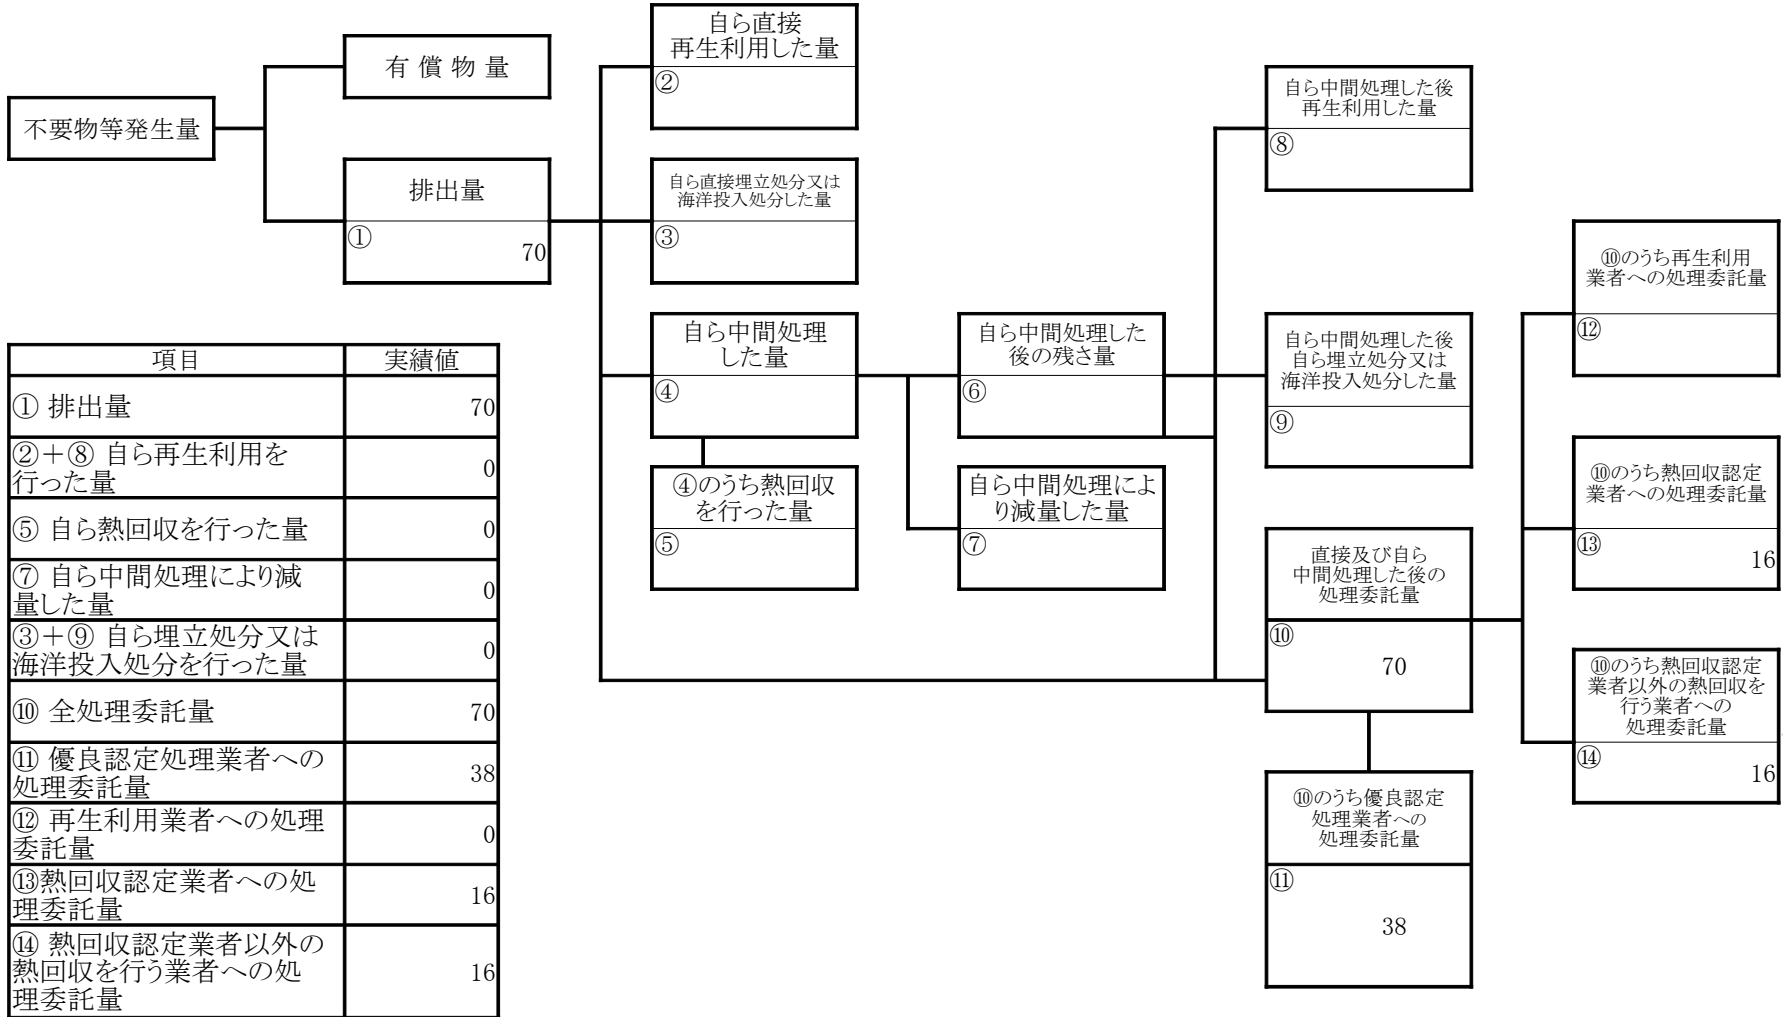 自ら直接
再生利用した量
②
有 償 物 量
不要物等発生量
排出量
①
70
自ら直接埋立処分又は
海洋投入処分した量
③
自ら中間処理した後
再生利用した量
⑧
自ら中間処理
した量
④
自ら中間処理した
後の残さ量
⑥
自ら中間処理した後
自ら埋立処分又は
海洋投入処分した量
⑨
⑩のうち再生利用
業者への処理委託量
⑫
④のうち熱回収
を行った量
⑤
自ら中間処理によ
り減量した量
⑦
直接及び自ら
中間処理した後の
処理委託量
⑩
70
⑩のうち熱回収認定
業者への処理委託量
⑬
16
⑩のうち熱回収認定
業者以外の熱回収を
行う業者への
処理委託量
⑭
16
⑩のうち優良認定
処理業者への
処理委託量
⑪
38
項目 実績値
① 排出量 70
②＋⑧ 自ら再生利用を
行った量 0
⑤ 自ら熱回収を行った量 0
⑦ 自ら中間処理により減
量した量 0
③＋⑨ 自ら埋立処分又は
海洋投入処分を行った量 0
⑩ 全処理委託量 70
⑪ 優良認定処理業者への
処理委託量 38
⑫ 再生利用業者への処理
委託量 0
⑬熱回収認定業者への処
理委託量 16
⑭ 熱回収認定業者以外の
熱回収を行う業者への処
理委託量 16